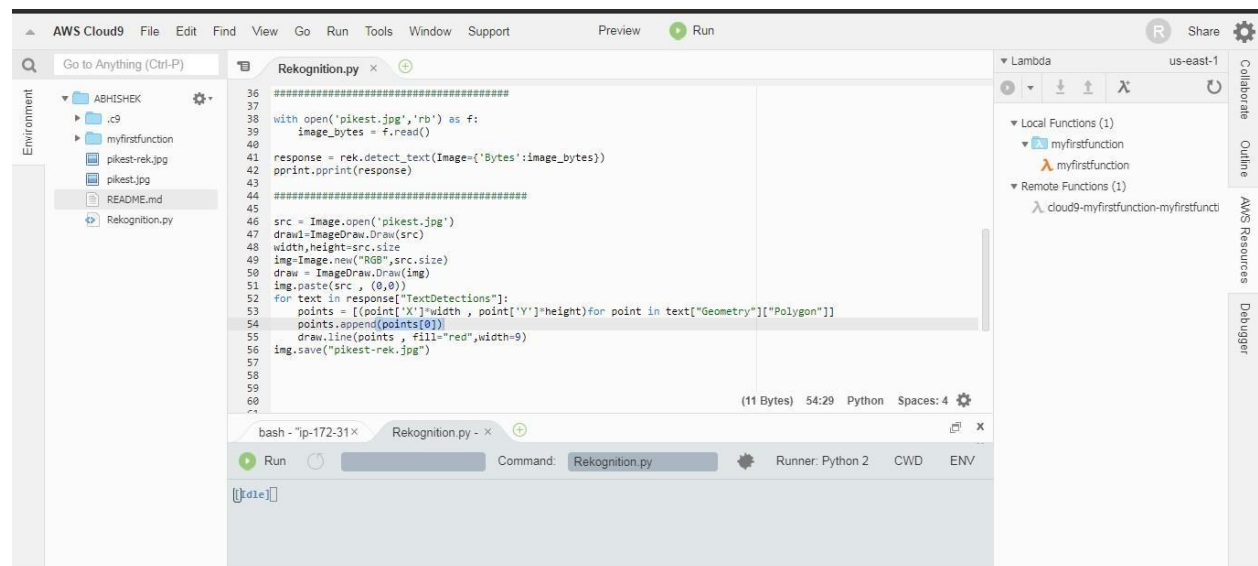 AWS Cloud9 File Edit Find View Go Run Tools Window Support Preview Run R Share
Go to Anything (Ctrl-P)
Environment
ABHISHEK
.c9
myfirstfunction
pikest-rek.jpg
pikest.jpg
README.md
Rekognition.py
Rekognition.py ×
36 #######################################
37
38 with open('pikest.jpg','rb') as f:
39     image_bytes = f.read()
40
41 response = rek.detect_text(Image={'Bytes':image_bytes})
42 pprint.pprint(response)
43
44 ##########################################
45
46 src = Image.open('pikest.jpg')
47 draw1=ImageDraw.Draw(src)
48 width,height=src.size
49 img=Image.new("RGB",src.size)
50 draw = ImageDraw.Draw(img)
51 img.paste(src , (0,0))
52 for text in response["TextDetections"]:
53     points = [(point['X']*width , point['Y']*height)for point in text["Geometry"]["Polygon"]]
54     points.append(points[0])
55     draw.line(points , fill="red",width=9)
56 img.save("pikest-rek.jpg")
57
58
59
60
61
(11 Bytes) 54:29 Python Spaces: 4
bash - "ip-172-31 × Rekognition.py - ×
Run Command: Rekognition.py Runner: Python 2 CWD ENV
[Idle]
Lambda us-east-1
Local Functions (1)
myfirstfunction
myfirstfunction
Remote Functions (1)
cloud9-myfirstfunction-myfirstfuncti
Collaborate
Outline
AWS Resources
Debugger